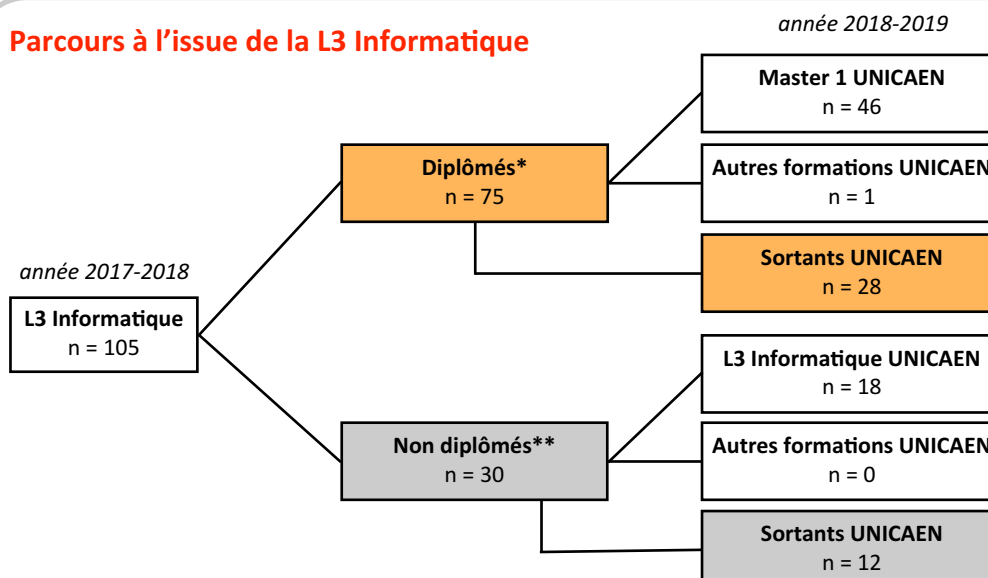 Parcours à l'issue de la L3 Informatique
année 2018-2019
Master 1 UNICAEN
n = 46
Diplômés*
n = 75
Autres formations UNICAEN
n = 1
Sortants UNICAEN
n = 28
année 2017-2018
L3 Informatique
n = 105
L3 Informatique UNICAEN
n = 18
Non diplômés**
n = 30
Autres formations UNICAEN
n = 0
Sortants UNICAEN
n = 12